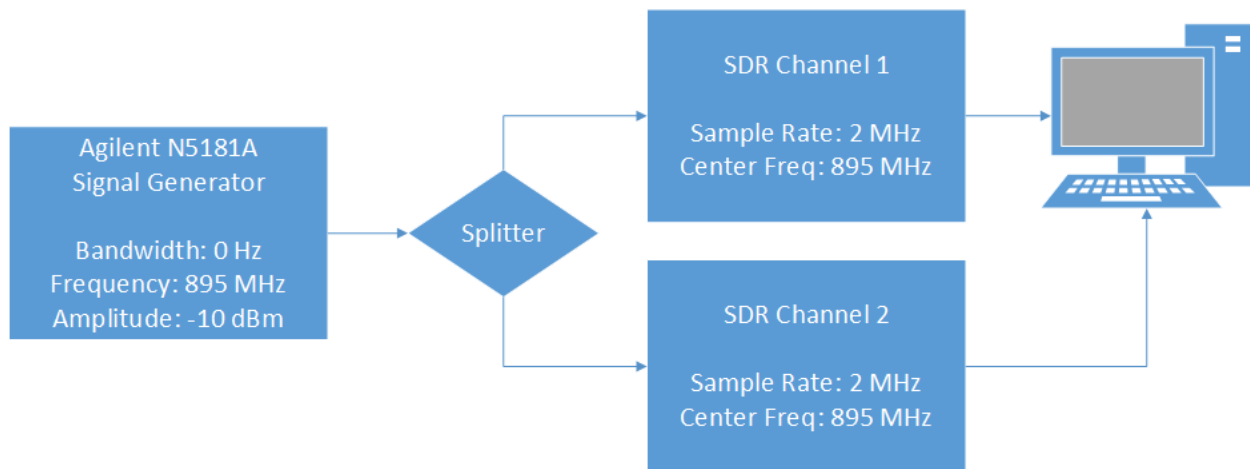 Agilent N5181A
Signal Generator
Bandwidth: 0 Hz
Frequency: 895 MHz
Amplitude: -10 dBm
Splitter
SDR Channel 1
Sample Rate: 2 MHz
Center Freq: 895 MHz
SDR Channel 2
Sample Rate: 2 MHz
Center Freq: 895 MHz